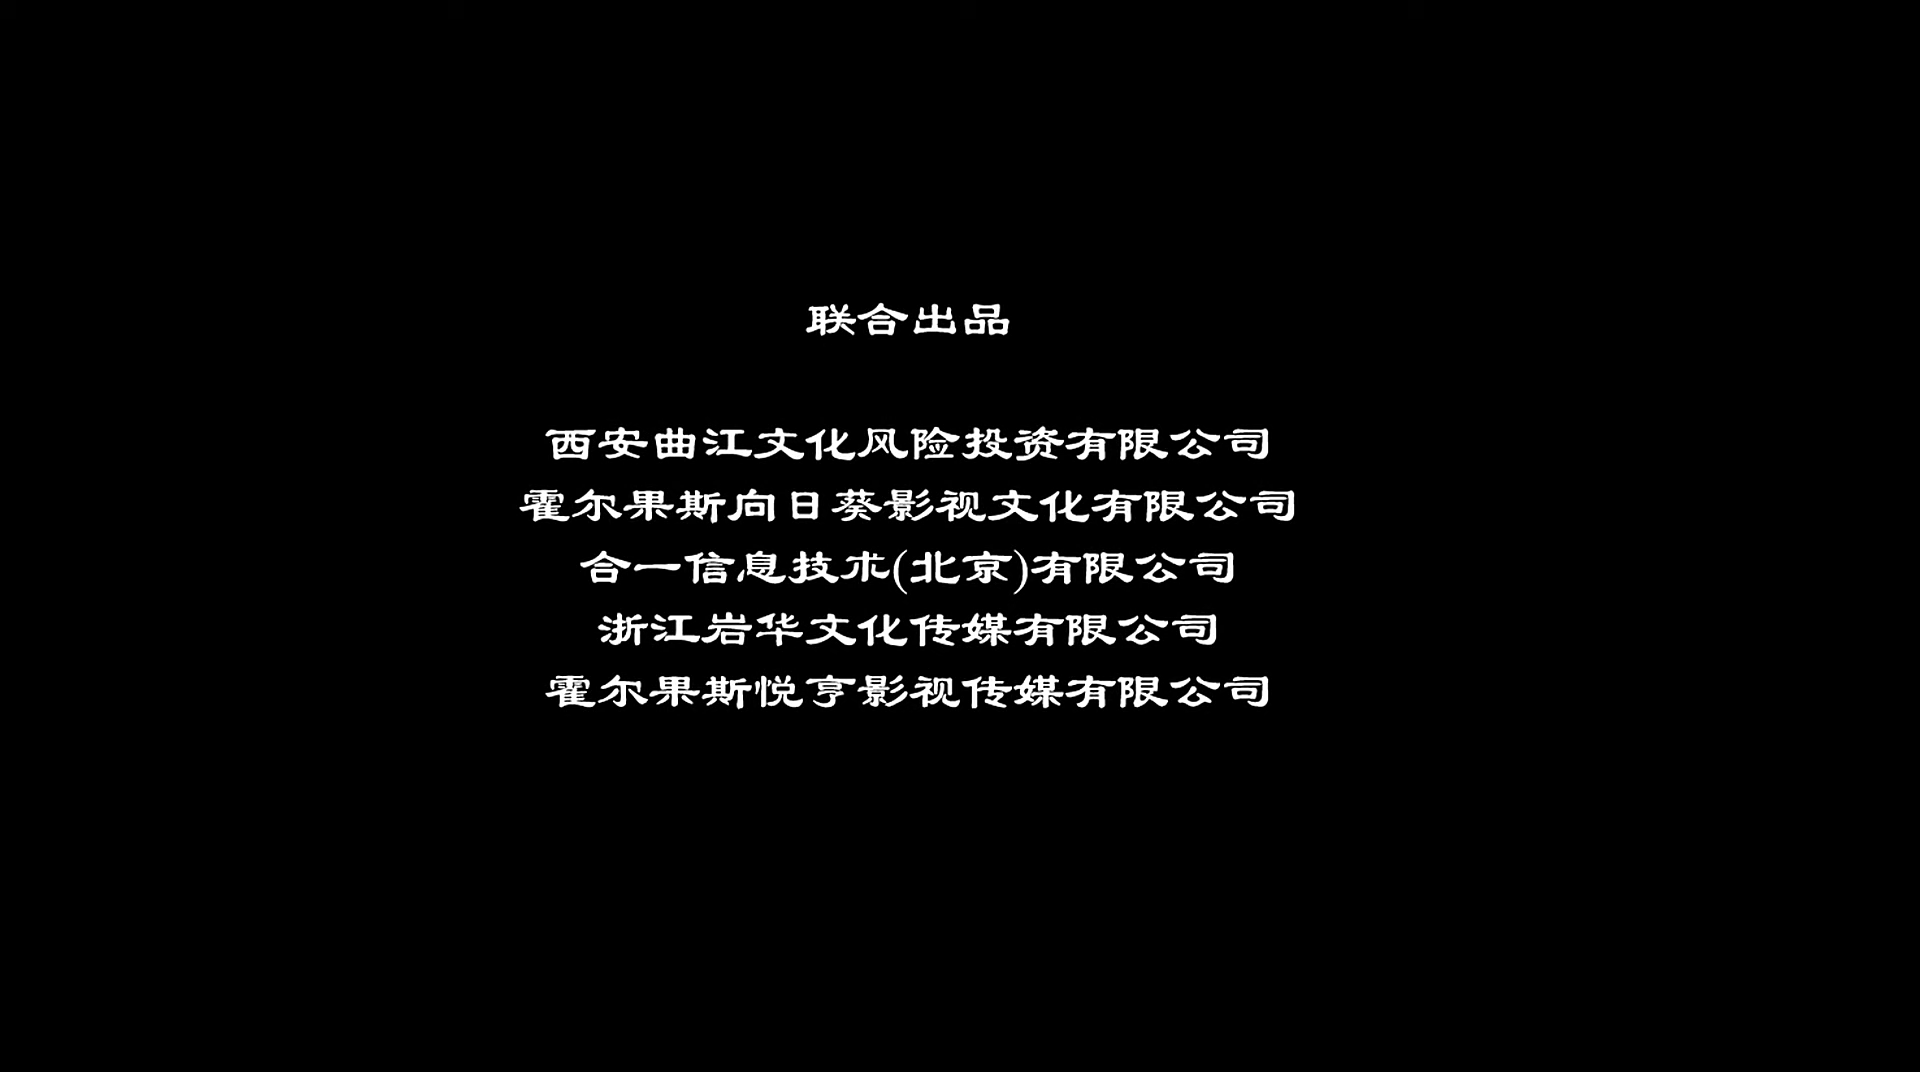 联合出品
西安曲江文化风险投资有限公司
霍尔果斯向日葵影视文化有限公司
合一信息技术(北京)有限公司
浙江岩华文化传媒有限公司
霍尔果斯悦亨影视传媒有限公司